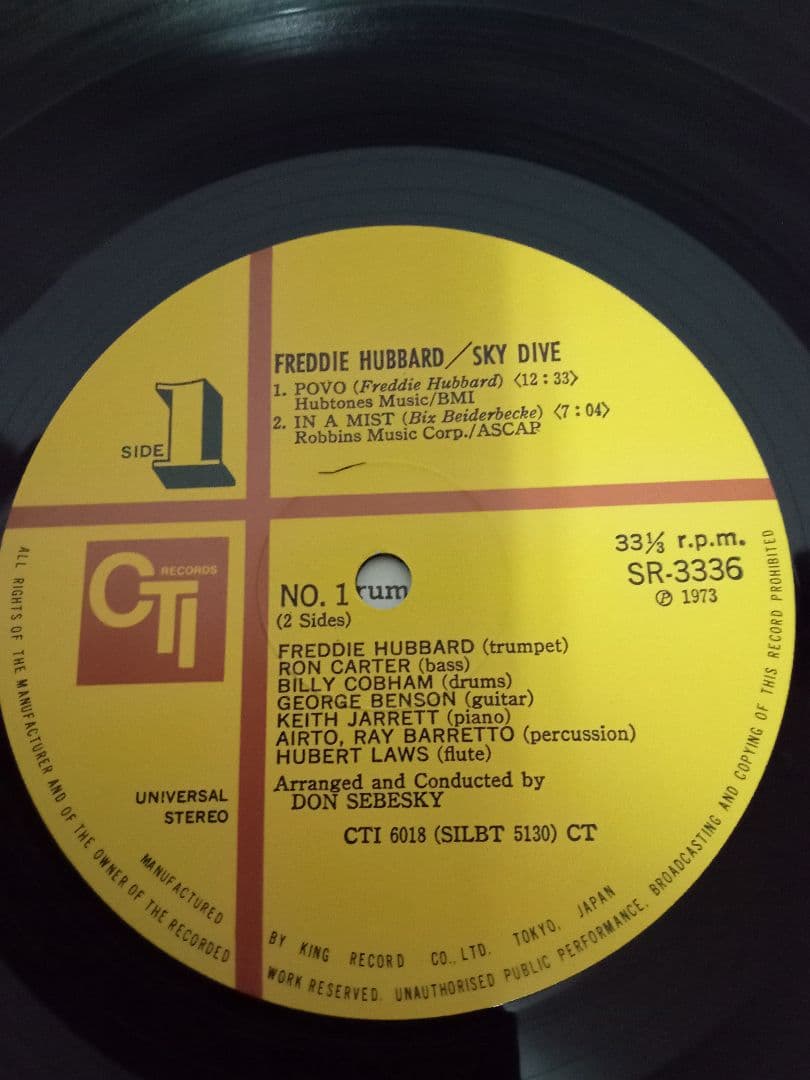 FREDDIE HUBBARD/SKY DIVE
1. POVO (Freddie Hubbard) 〈12:33〉
Hubtones Music/BMI
2. IN A MIST (Bix Beiderbecke) 〈7:04〉
Robbins Music Corp./ASCAP
SIDE 1
CTI RECORDS
33⅓ r.p.m.
SR-3336
Ⓟ 1973
NO. 1
rum
(2 Sides)
FREDDIE HUBBARD (trumpet)
RON CARTER (bass)
BILLY COBHAM (drums)
GEORGE BENSON (guitar)
KEITH JARRETT (piano)
AIRTO, RAY BARRETTO (percussion)
HUBERT LAWS (flute)
Arranged and Conducted by
DON SEBESKY
CTI 6018 (SILBT 5130) CT
UNIVERSAL
STEREO
MANUFACTURED BY KING RECORD CO., LTD. TOKYO, JAPAN
ALL RIGHTS OF THE MANUFACTURER AND OF THE OWNER OF THE RECORDED WORK RESERVED. UNAUTHORISED PUBLIC PERFORMANCE, BROADCASTING AND COPYING OF THIS RECORD PROHIBITED